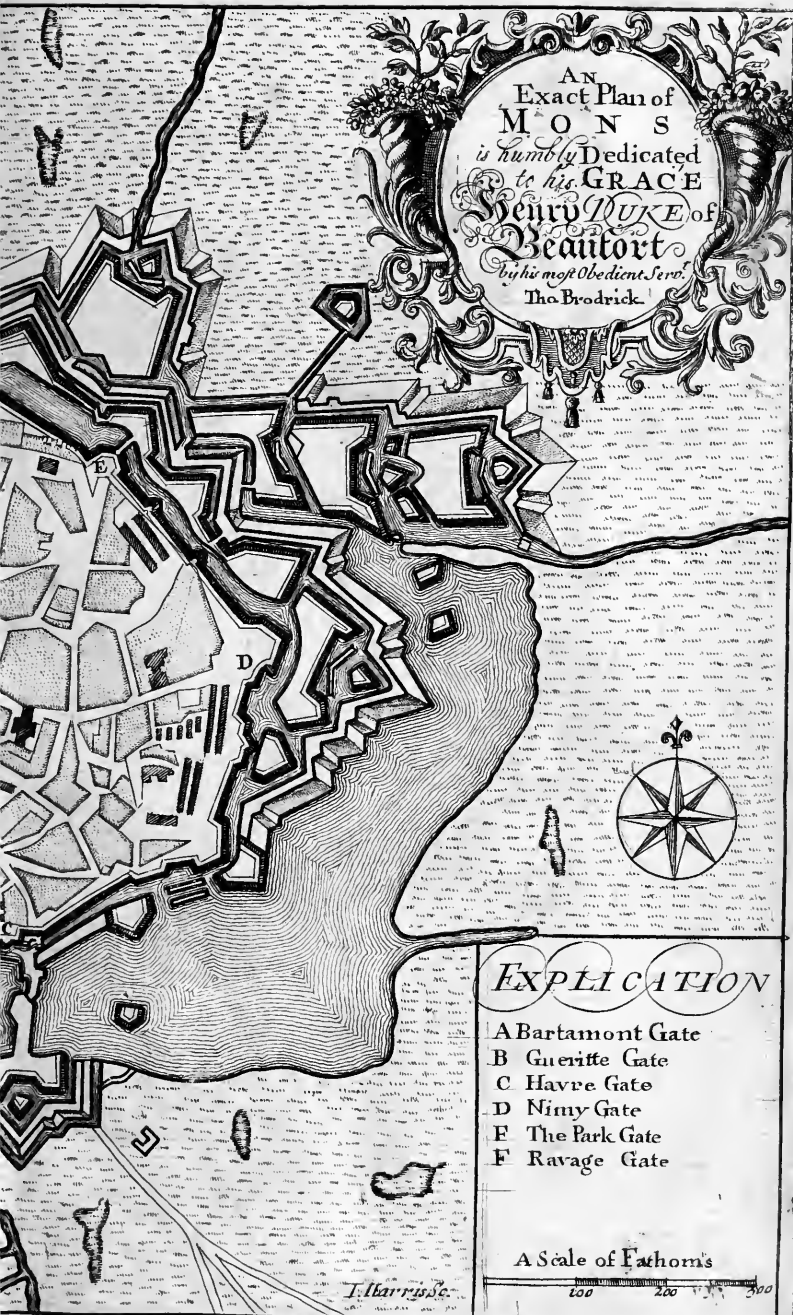 AN
Exact Plan of
MONS
is humbly Dedicated
to his GRACE
Henry DUKE of
Beaufort
by his most Obedient Servt.
Tho. Brodrick
E
D
C
EXPLICATION
A Bartamont Gate
B Gueritte Gate
C Havre Gate
D Nimy Gate
E The Park Gate
F Ravage Gate
A Scale of Fathoms
100 200 300
I. Harris Sc.